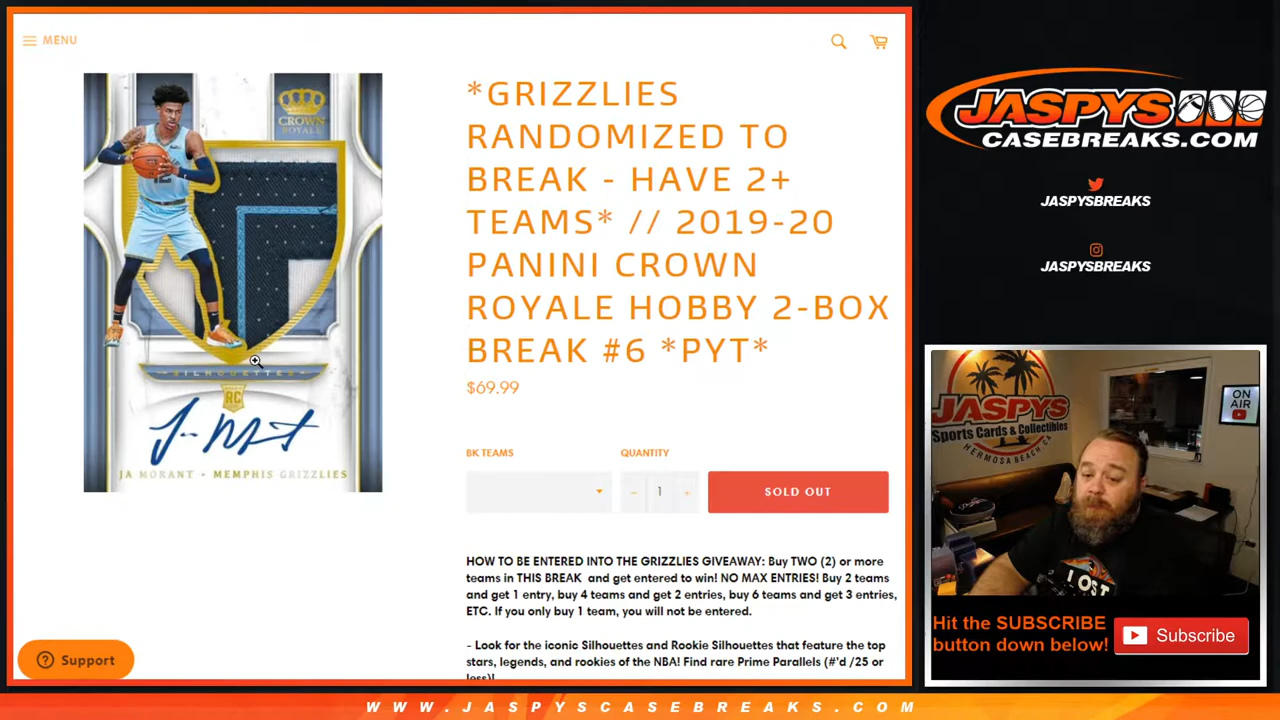 MENU
*GRIZZLIES
RANDOMIZED TO
BREAK - HAVE 2+
TEAMS* // 2019-20
PANINI CROWN
ROYALE HOBBY 2-BOX
BREAK #6 *PYT*
$69.99
BK TEAMS
QUANTITY
− 1 +
SOLD OUT
HOW TO BE ENTERED INTO THE GRIZZLIES GIVEAWAY: Buy TWO (2) or more
teams in THIS BREAK and get entered to win! NO MAX ENTRIES! Buy 2 teams
and get 1 entry, buy 4 teams and get 2 entries, buy 6 teams and get 3 entries,
ETC. If you only buy 1 team, you will not be entered.
- Look for the iconic Silhouettes and Rookie Silhouettes that feature the top
stars, legends, and rookies of the NBA! Find rare Prime Parallels (#'d /25 or
less)!
CROWN
ROYALE
12
SILHOUETTES
RC
JA MORANT • MEMPHIS GRIZZLIES
Support
JASPYS
CASEBREAKS.COM
JASPYSBREAKS
JASPYSBREAKS
JASPYS
Sports Cards & Collectibles
HERMOSA BEACH, CA
ON
AIR
I LOST
Hit the SUBSCRIBE
button down below!
Subscribe
WWW.JASPYSCASEBREAKS.COM